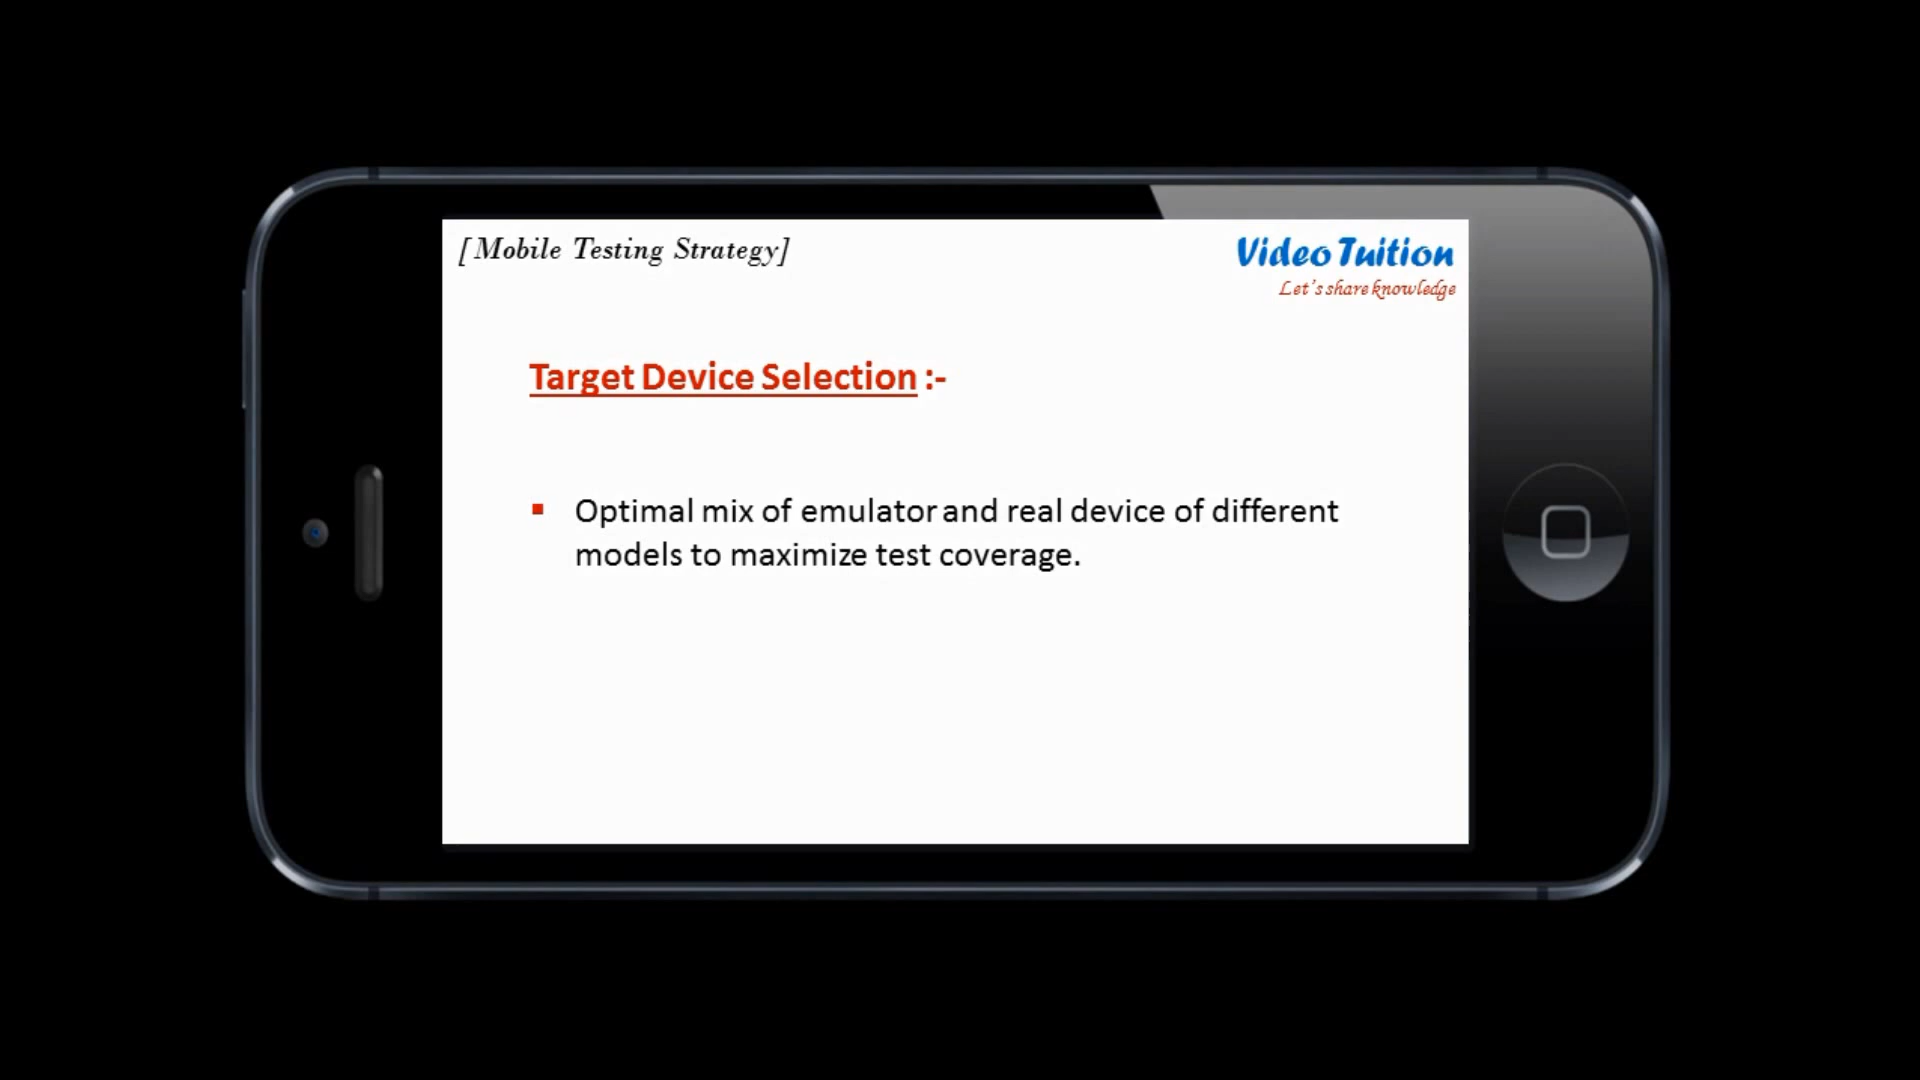 [Mobile Testing Strategy]
Video Tuition
Let's share knowledge
Target Device Selection :-
▪ Optimal mix of emulator and real device of different
models to maximize test coverage.